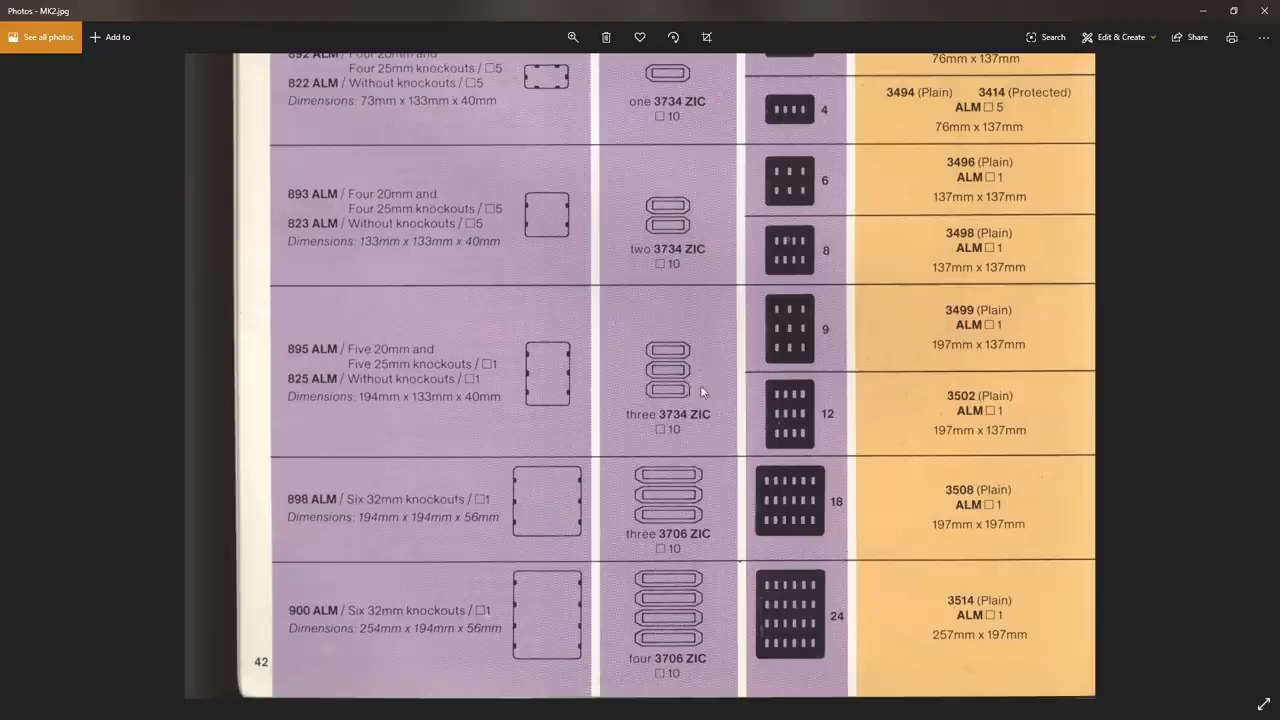 Photos - MK2.jpg
See all photos
Add to
Search
Edit & Create
Share
892 ALM / Four 20mm and
Four 25mm knockouts / □5
822 ALM / Without knockouts / □5
Dimensions: 73mm x 133mm x 40mm
one 3734 ZIC
□ 10
76mm x 137mm
4
3494 (Plain) 3414 (Protected)
ALM □ 5
76mm x 137mm
893 ALM / Four 20mm and
Four 25mm knockouts / □5
823 ALM / Without knockouts / □5
Dimensions: 133mm x 133mm x 40mm
two 3734 ZIC
□ 10
6
3496 (Plain)
ALM □ 1
137mm x 137mm
8
3498 (Plain)
ALM □ 1
137mm x 137mm
895 ALM / Five 20mm and
Five 25mm knockouts / □1
825 ALM / Without knockouts / □1
Dimensions: 194mm x 133mm x 40mm
three 3734 ZIC
□ 10
9
3499 (Plain)
ALM □ 1
197mm x 137mm
12
3502 (Plain)
ALM □ 1
197mm x 137mm
898 ALM / Six 32mm knockouts / □1
Dimensions: 194mm x 194mm x 56mm
three 3706 ZIC
□ 10
18
3508 (Plain)
ALM □ 1
197mm x 197mm
900 ALM / Six 32mm knockouts / □1
Dimensions: 254mm x 194mm x 56mm
four 3706 ZIC
□ 10
24
3514 (Plain)
ALM □ 1
257mm x 197mm
42